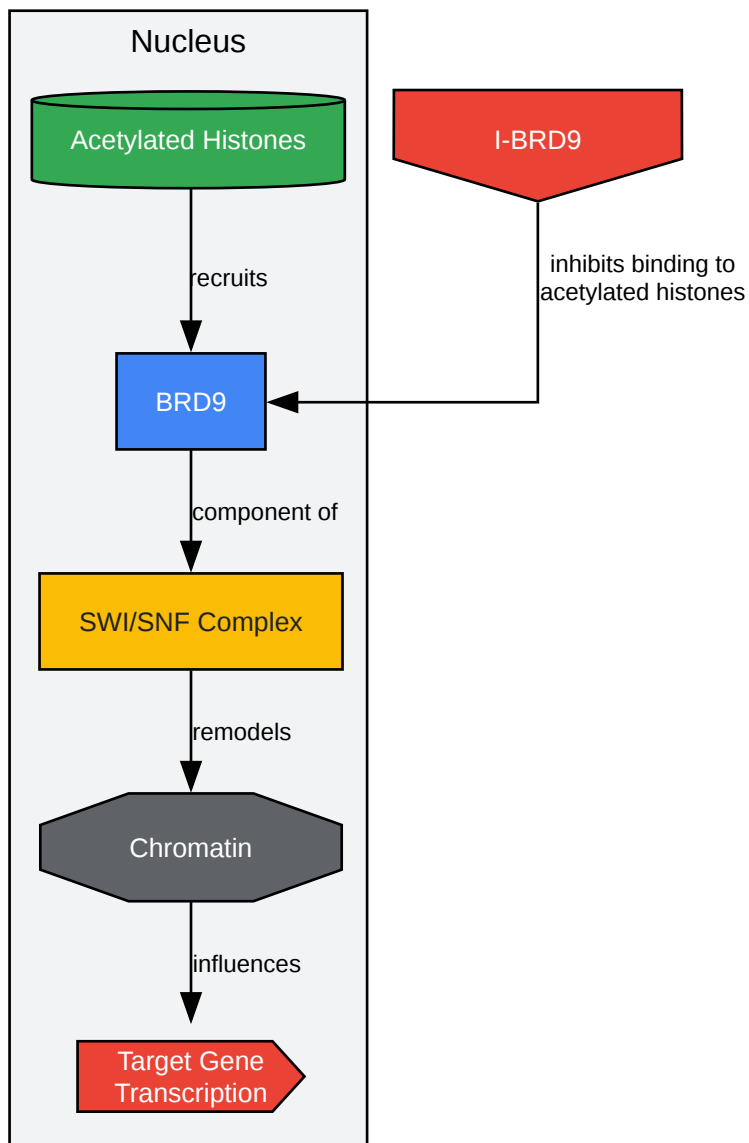 Nucleus
Acetylated Histones
I-BRD9
recruits
inhibits binding to
acetylated histones
BRD9
component of
SWI/SNF Complex
remodels
Chromatin
influences
Target Gene
Transcription